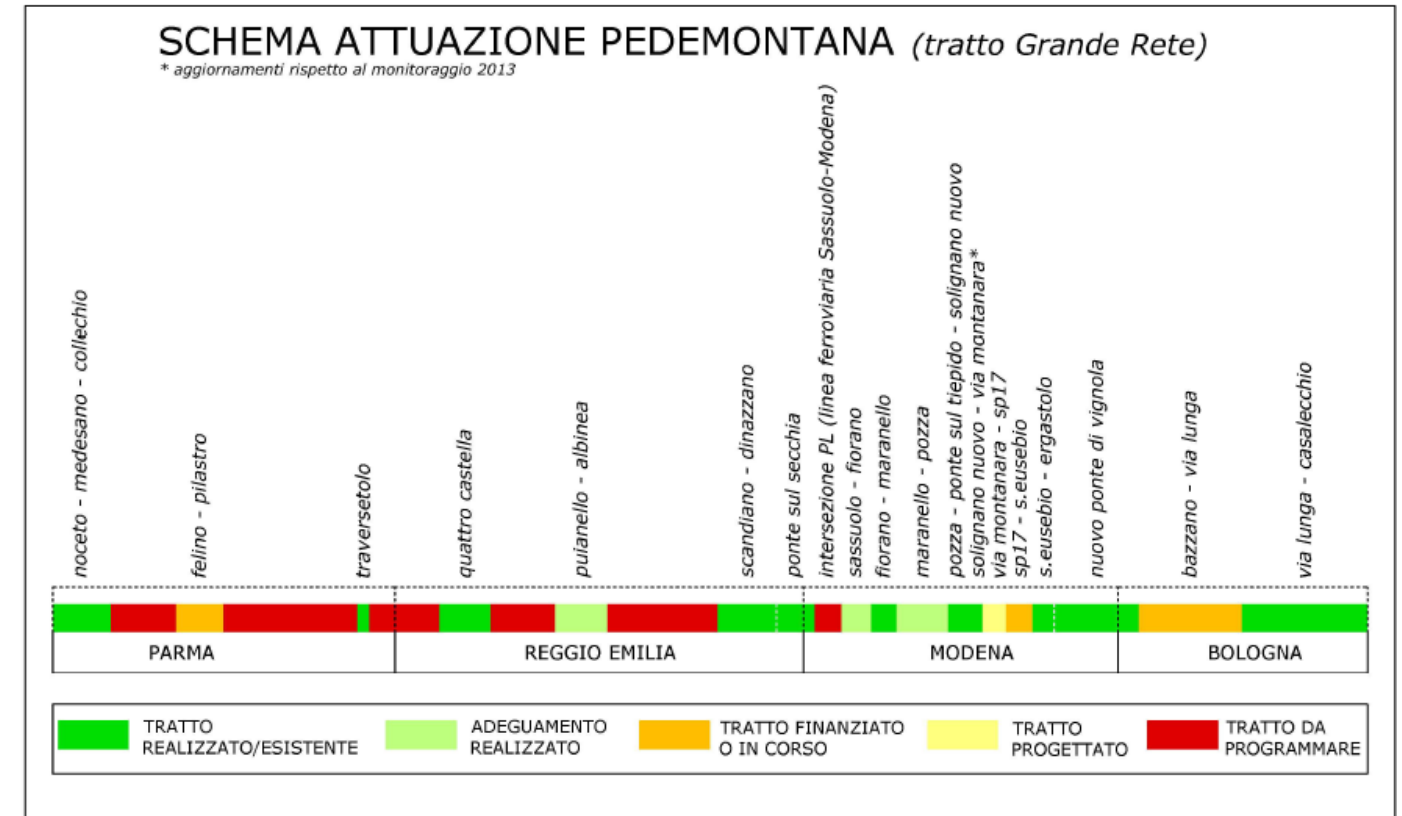 SCHEMA ATTUAZIONE PEDEMONTANA (tratto Grande Rete)
* aggiornamenti rispetto al monitoraggio 2013
noceto - medesano - collechio
felino - pilastro
traversetolo
quattro castella
puianello - albinea
scandiano - dinazzano
ponte sul secchia
intersezione PL (linea ferroviaria Sassuolo-Modena)
sassuolo - fiorano
fiorano - maranello
maranello - pozza
pozza - ponte sul tiepido - solignano nuovo
solignano nuovo - via montanara*
via montanara - sp17
sp17 - s.eusebio
s.eusebio - ergastolo
nuovo ponte di vignola
bazzano - via lunga
via lunga - casalecchio
PARMA
REGGIO EMILIA
MODENA
BOLOGNA
TRATTO
REALIZZATO/ESISTENTE
ADEGUAMENTO
REALIZZATO
TRATTO FINANZIATO
O IN CORSO
TRATTO
PROGETTATO
TRATTO DA
PROGRAMMARE